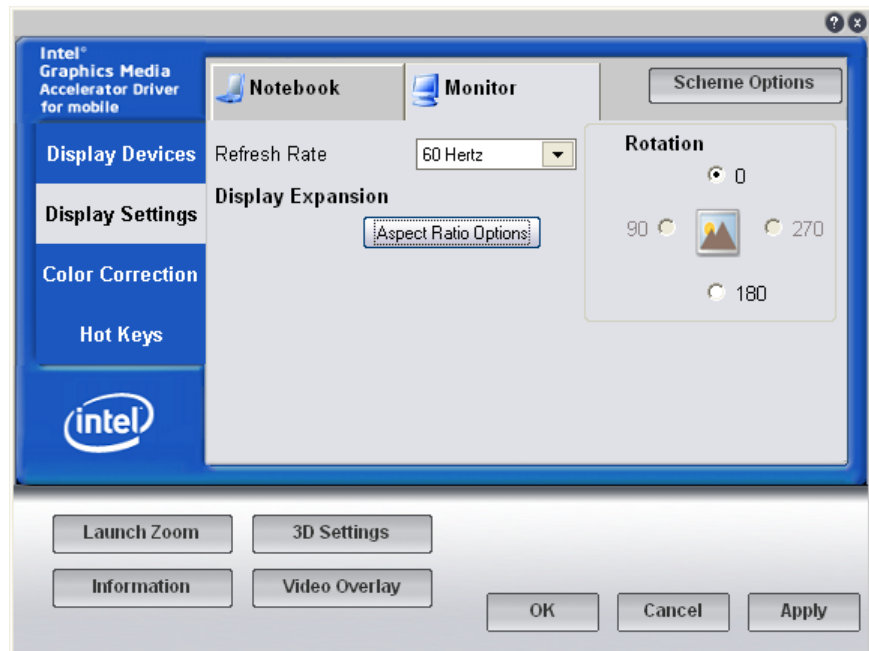 Intel®
Graphics Media
Accelerator Driver
for mobile
Notebook
Monitor
Scheme Options
Display Devices
Display Settings
Color Correction
Hot Keys
intel
Refresh Rate
60 Hertz
Display Expansion
Aspect Ratio Options
Rotation
0
90
270
180
Launch Zoom
3D Settings
Information
Video Overlay
OK
Cancel
Apply